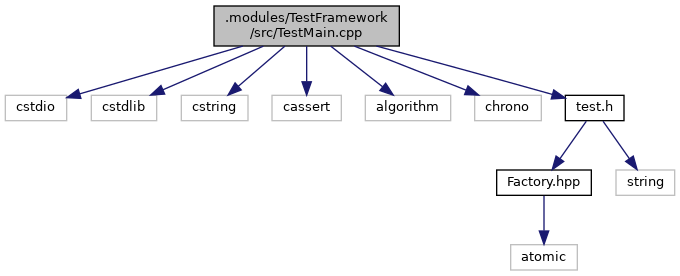 .modules/TestFramework
/src/TestMain.cpp
cstdio
cstdlib
cstring
cassert
algorithm
chrono
test.h
Factory.hpp
string
atomic